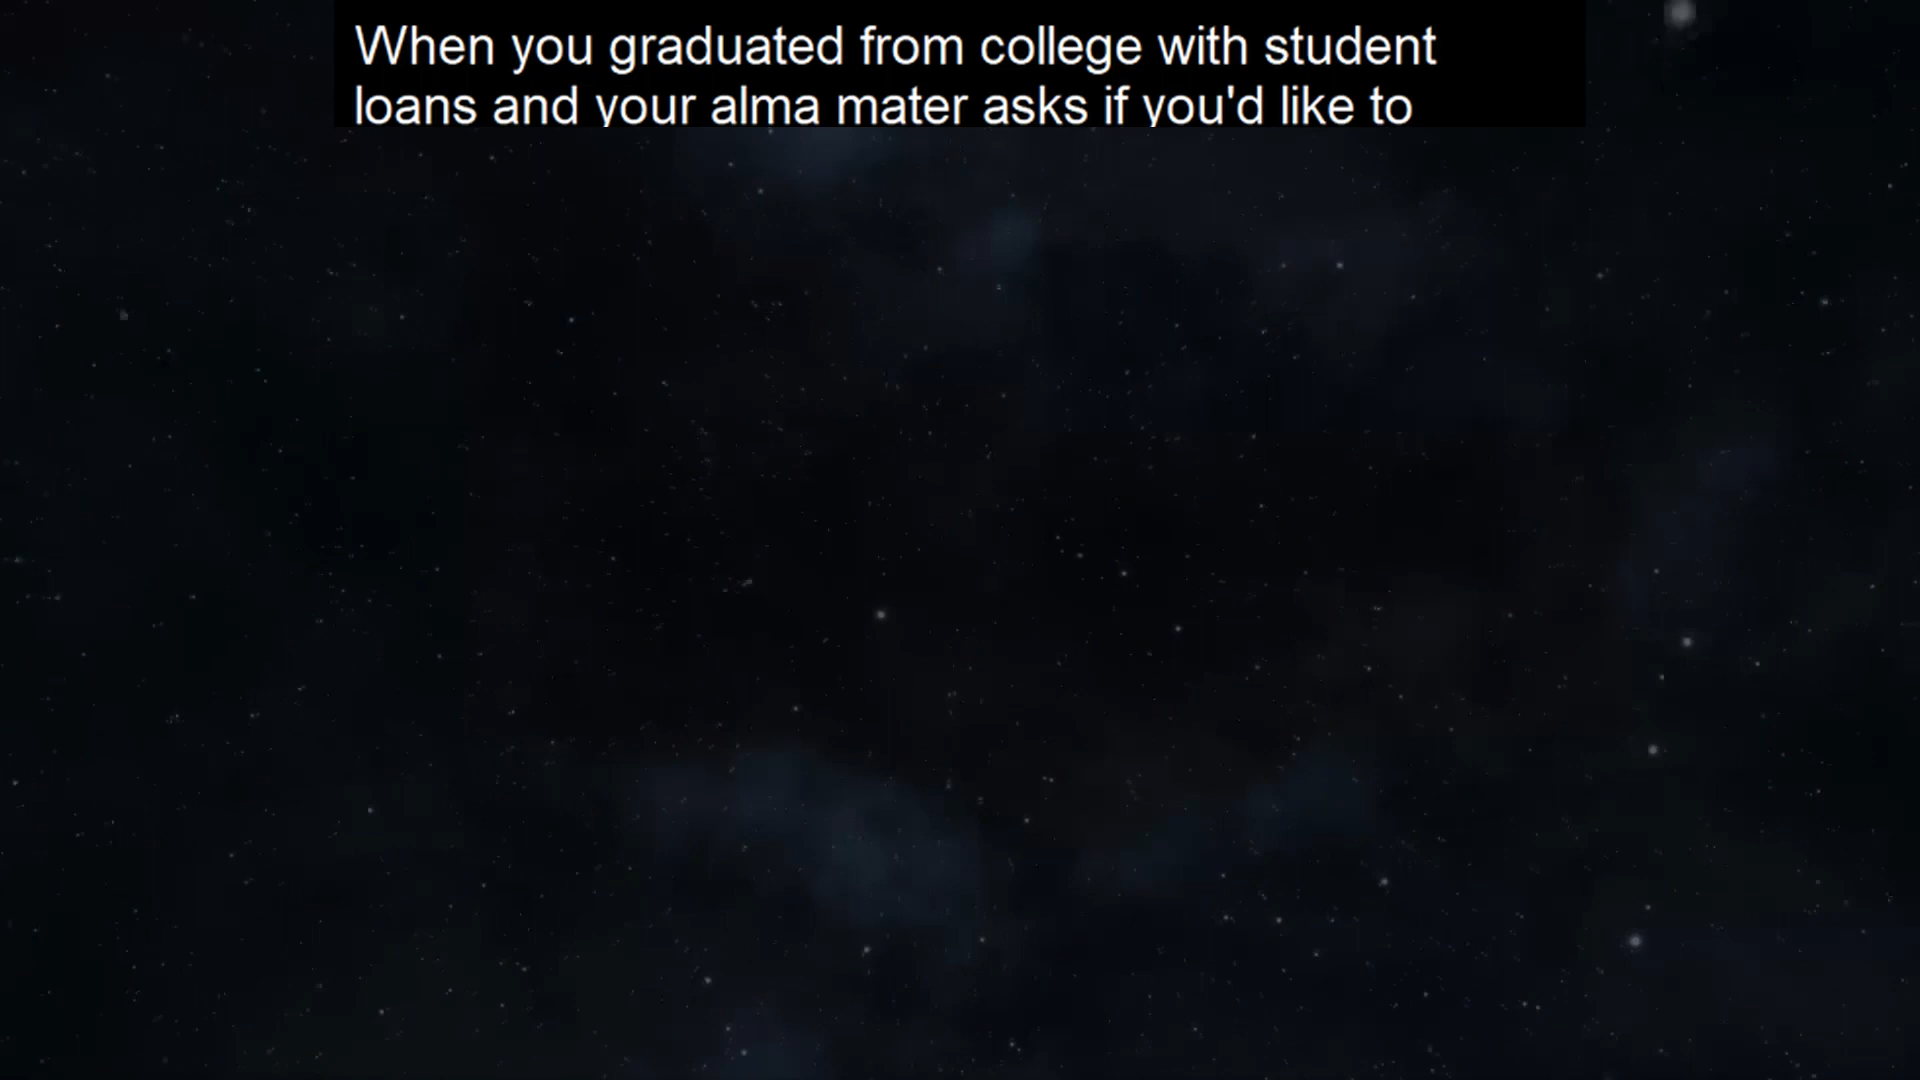 When you graduated from college with student
loans and your alma mater asks if you'd like to